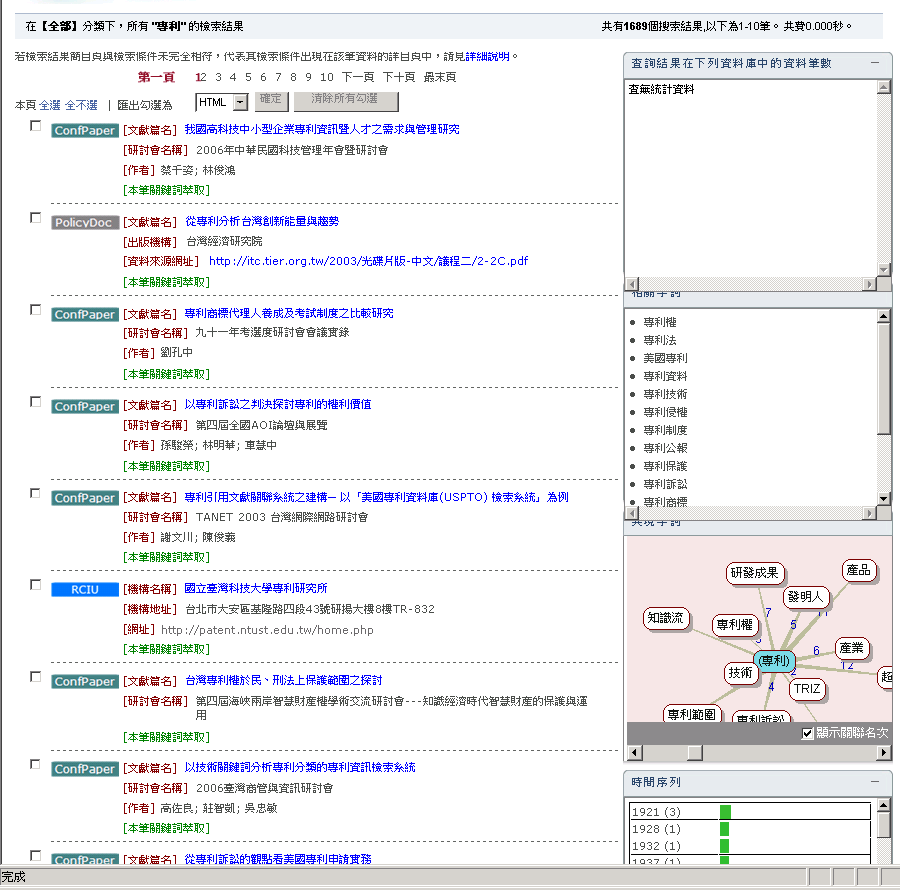 在【全部】分類下，所有 "專利" 的檢索結果
共有1689個搜索結果,以下為1-10筆。 共費0.000秒。
若檢索結果簡目頁與檢索條件未完全相符，代表其檢索條件出現在該筆資料的詳目頁中，請見詳細說明。
第一頁 12 3 4 5 6 7 8 9 10 下一頁 下十頁 最末頁
本頁 全選 全不選 | 匯出勾選為 HTML 確定 清除所有勾選
ConfPaper [文獻篇名] 我國高科技中小型企業專利資訊暨人才之需求與管理研究
[研討會名稱] 2006年中華民國科技管理年會暨研討會
[作者] 蔡千姿; 林俊鴻
[本筆關鍵詞萃取]
PolicyDoc [文獻篇名] 從專利分析台灣創新能量與趨勢
[出版機構] 台灣經濟研究院
[資料來源網址] http://itc.tier.org.tw/2003/光碟片版-中文/議程二/2-2C.pdf
[本筆關鍵詞萃取]
ConfPaper [文獻篇名] 專利商標代理人養成及考試制度之比較研究
[研討會名稱] 九十一年考選度研討會會議實錄
[作者] 劉孔中
[本筆關鍵詞萃取]
ConfPaper [文獻篇名] 以專利訴訟之判決探討專利的權利價值
[研討會名稱] 第四屆全國AOI論壇與展覽
[作者] 孫駿榮; 林明華; 車慧中
[本筆關鍵詞萃取]
ConfPaper [文獻篇名] 專利引用文獻關聯系統之建構— 以「美國專利資料庫(USPTO) 檢索系統」為例
[研討會名稱] TANET 2003 台灣網際網路研討會
[作者] 謝文川; 陳俊義
[本筆關鍵詞萃取]
RCIU [機構名稱] 國立臺灣科技大學專利研究所
[機構地址] 台北市大安區基隆路四段43號研揚大樓8樓TR-832
[網址] http://patent.ntust.edu.tw/home.php
[本筆關鍵詞萃取]
ConfPaper [文獻篇名] 台灣專利權於民、刑法上保護範圍之探討
[研討會名稱] 第四屆海峽兩岸智慧財產權學術交流研討會---知識經濟時代智慧財產的保護與運
用
[本筆關鍵詞萃取]
ConfPaper [文獻篇名] 以技術關鍵詞分析專利分類的專利資訊檢索系統
[研討會名稱] 2006臺灣商管與資訊研討會
[作者] 高佐良; 莊智凱; 吳忠敏
[本筆關鍵詞萃取]
ConfPaper [文獻篇名] 從專利訴訟的觀點看美國專利申請實務
查詢結果在下列資料庫中的資料筆數
查無統計資料
相關字詞
專利權
專利法
美國專利
專利資料
專利技術
專利侵權
專利制度
專利公報
專利保護
專利訴訟
專利商標
共現字詞
研發成果
產品
發明人
知識流
專利權
7
5
11
產業
6
12
(專利)
技術
2
4
TRIZ
超
專利範圍
專利訴訟
顯示關聯名次
時間序列
1921 (3)
1928 (1)
1932 (1)
1937 (1)
完成